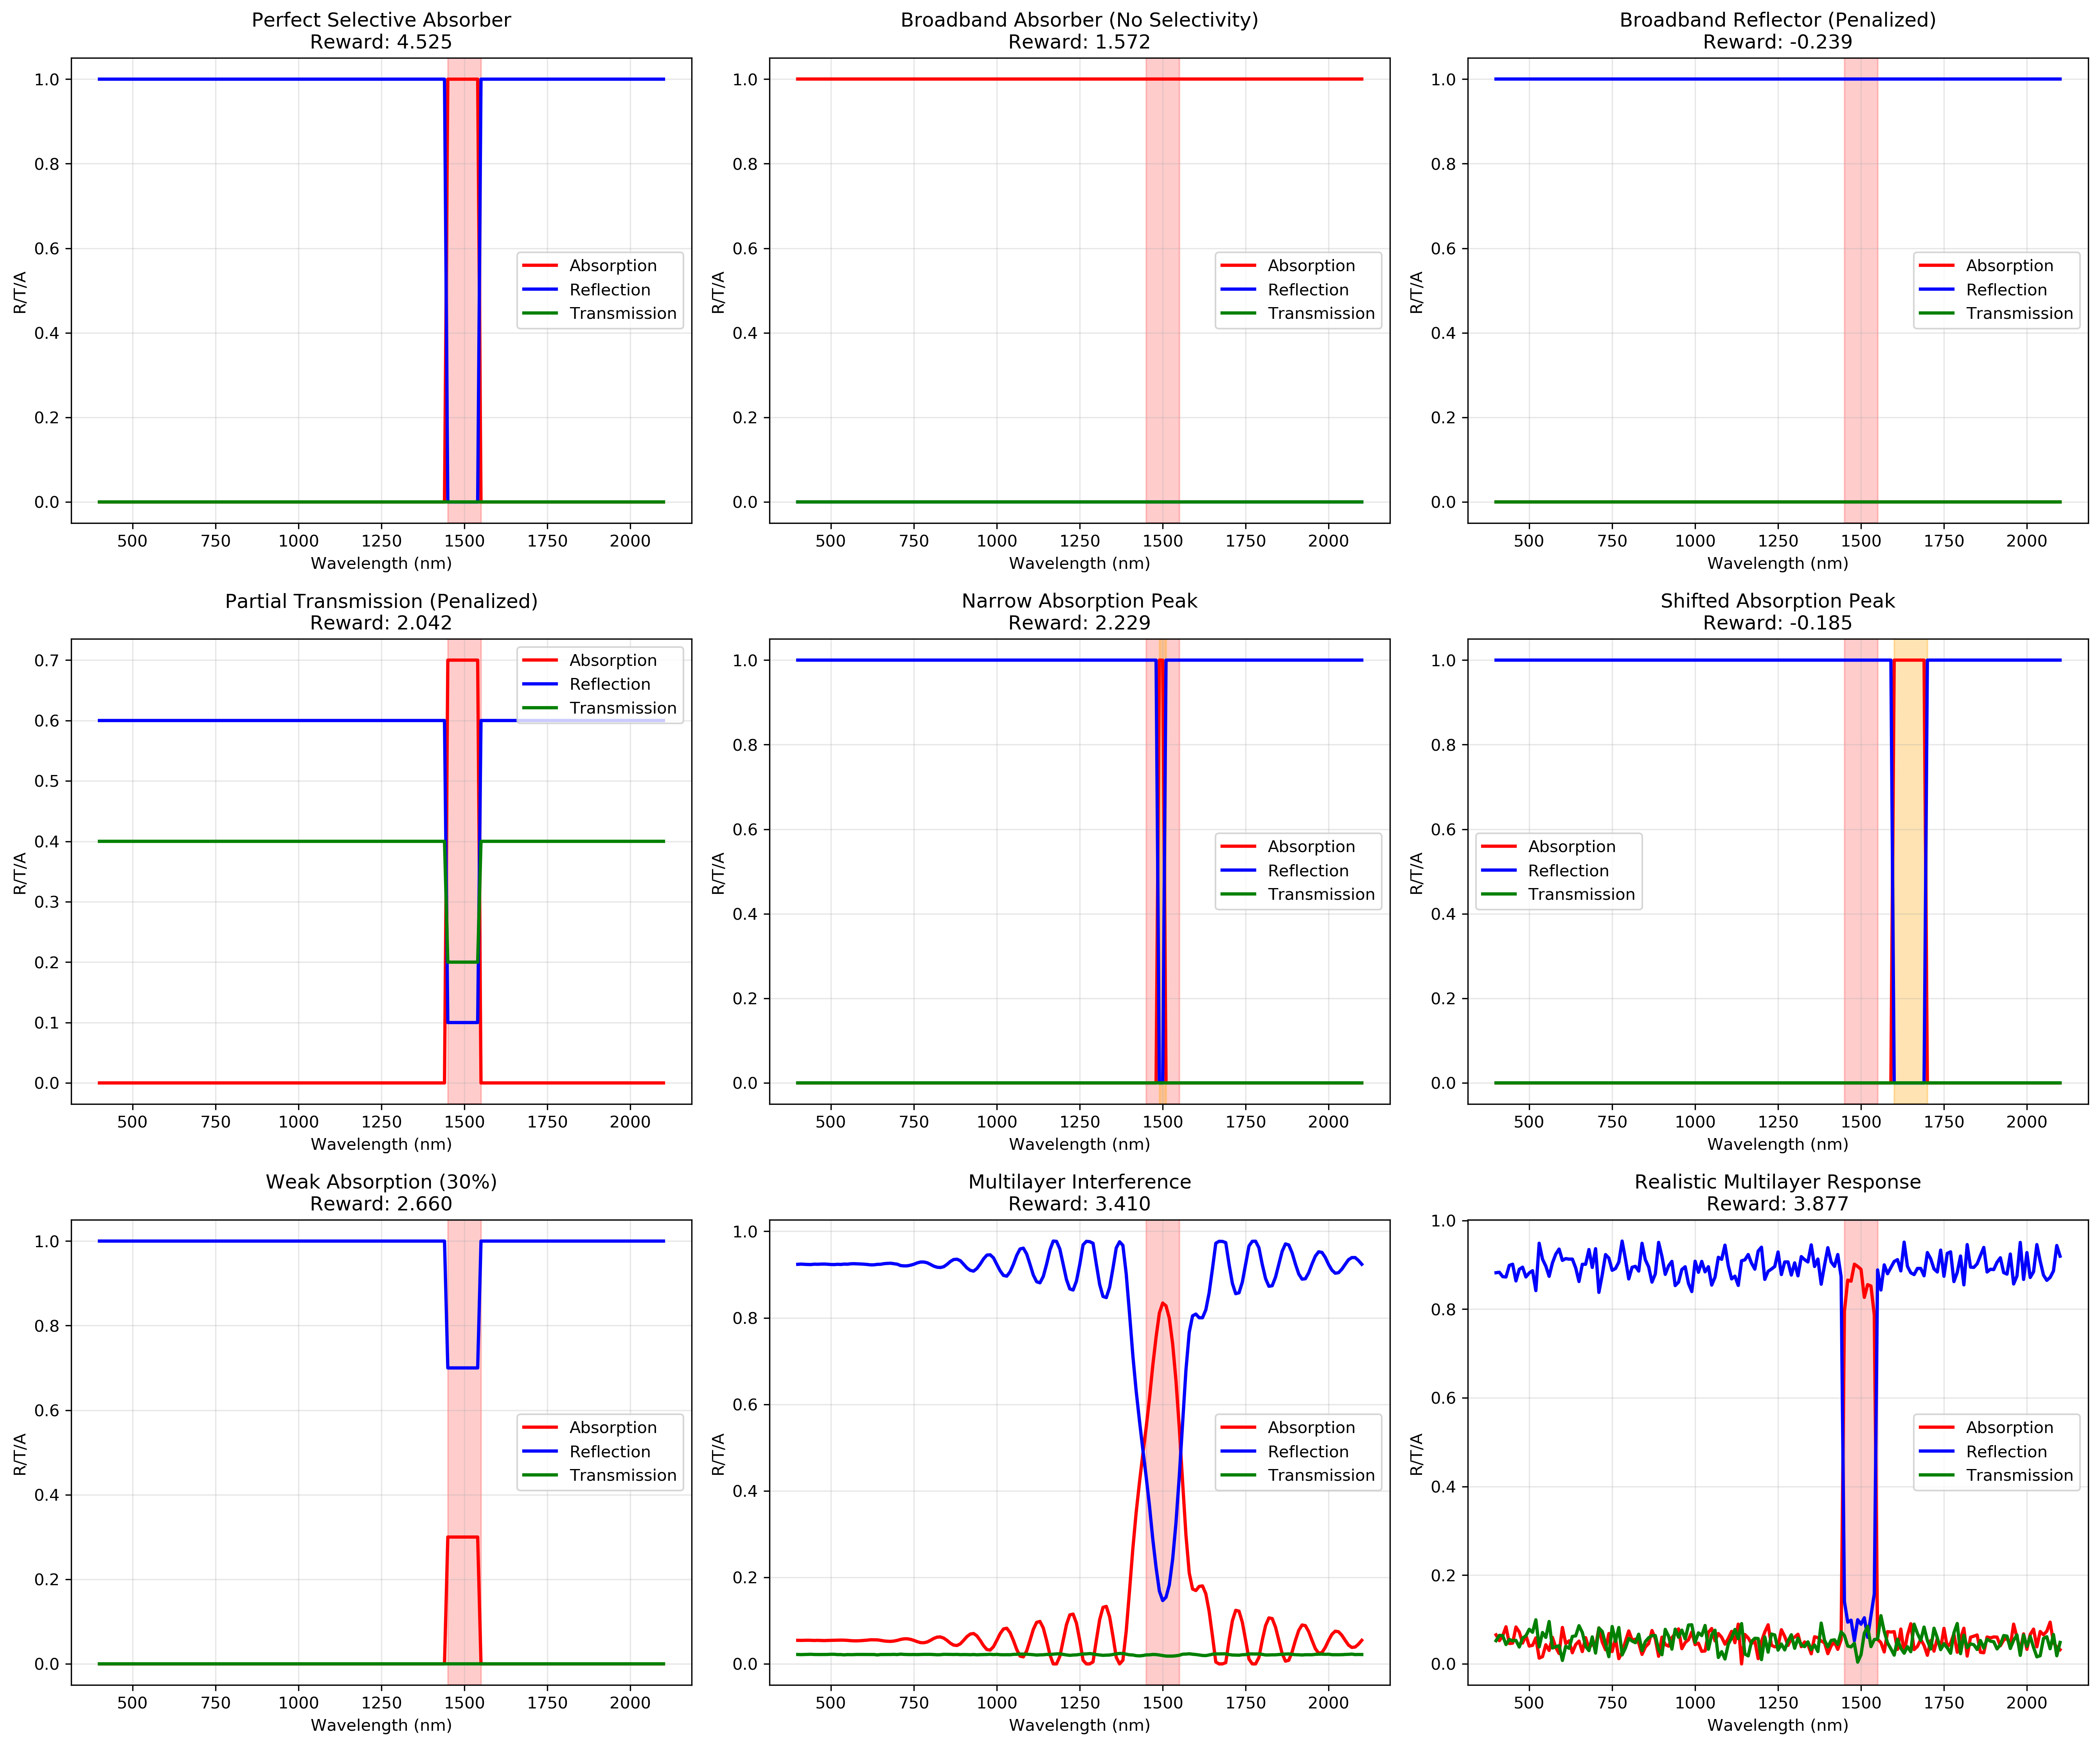 Perfect Selective Absorber
Reward: 4.525
1.0
0.8
0.6
0.4
0.2
0.0
R/T/A
Absorption
Reflection
Transmission
500 750 1000 1250 1500 1750 2000
Wavelength (nm)
Broadband Absorber (No Selectivity)
Reward: 1.572
1.0
0.8
0.6
0.4
0.2
0.0
R/T/A
Absorption
Reflection
Transmission
500 750 1000 1250 1500 1750 2000
Wavelength (nm)
Broadband Reflector (Penalized)
Reward: -0.239
1.0
0.8
0.6
0.4
0.2
0.0
R/T/A
Absorption
Reflection
Transmission
500 750 1000 1250 1500 1750 2000
Wavelength (nm)
Partial Transmission (Penalized)
Reward: 2.042
0.7
0.6
0.5
0.4
0.3
0.2
0.1
0.0
R/T/A
Absorption
Reflection
Transmission
500 750 1000 1250 1500 1750 2000
Wavelength (nm)
Narrow Absorption Peak
Reward: 2.229
1.0
0.8
0.6
0.4
0.2
0.0
R/T/A
Absorption
Reflection
Transmission
500 750 1000 1250 1500 1750 2000
Wavelength (nm)
Shifted Absorption Peak
Reward: -0.185
1.0
0.8
0.6
0.4
0.2
0.0
R/T/A
Absorption
Reflection
Transmission
500 750 1000 1250 1500 1750 2000
Wavelength (nm)
Weak Absorption (30%)
Reward: 2.660
1.0
0.8
0.6
0.4
0.2
0.0
R/T/A
Absorption
Reflection
Transmission
500 750 1000 1250 1500 1750 2000
Wavelength (nm)
Multilayer Interference
Reward: 3.410
1.0
0.8
0.6
0.4
0.2
0.0
R/T/A
Absorption
Reflection
Transmission
500 750 1000 1250 1500 1750 2000
Wavelength (nm)
Realistic Multilayer Response
Reward: 3.877
1.0
0.8
0.6
0.4
0.2
0.0
R/T/A
Absorption
Reflection
Transmission
500 750 1000 1250 1500 1750 2000
Wavelength (nm)